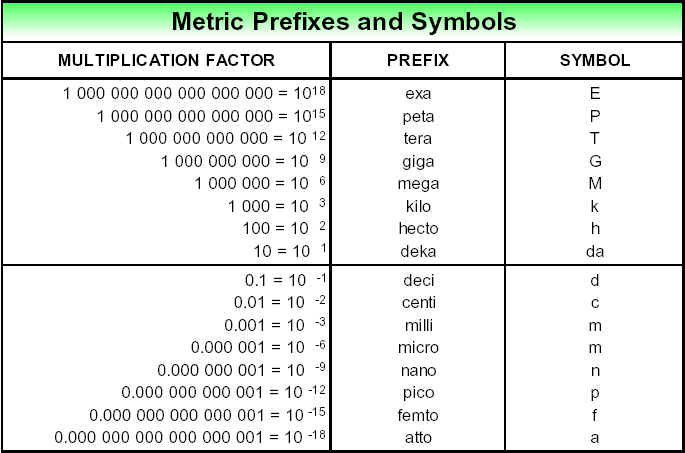 Metric Prefixes and Symbols
MULTIPLICATION FACTOR PREFIX SYMBOL
1 000 000 000 000 000 000 = 10¹⁸ exa E
1 000 000 000 000 000 = 10¹⁵ peta P
1 000 000 000 000 = 10 ¹² tera T
1 000 000 000 = 10 ⁹ giga G
1 000 000 = 10 ⁶ mega M
1 000 = 10 ³ kilo k
100 = 10 ² hecto h
10 = 10 ¹ deka da
0.1 = 10 ⁻¹ deci d
0.01 = 10 ⁻² centi c
0.001 = 10 ⁻³ milli m
0.000 001 = 10 ⁻⁶ micro m
0.000 000 001 = 10 ⁻⁹ nano n
0.000 000 000 001 = 10 ⁻¹² pico p
0.000 000 000 000 001 = 10 ⁻¹⁵ femto f
0.000 000 000 000 000 001 = 10 ⁻¹⁸ atto a